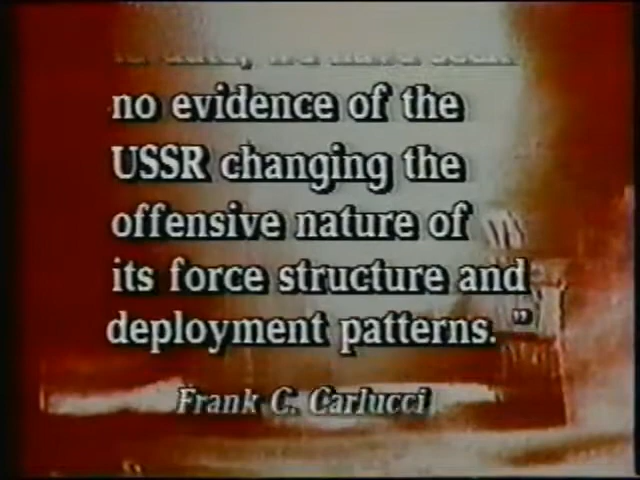 no evidence of the
USSR changing the
offensive nature of
its force structure and
deployment patterns.”
Frank C. Carlucci